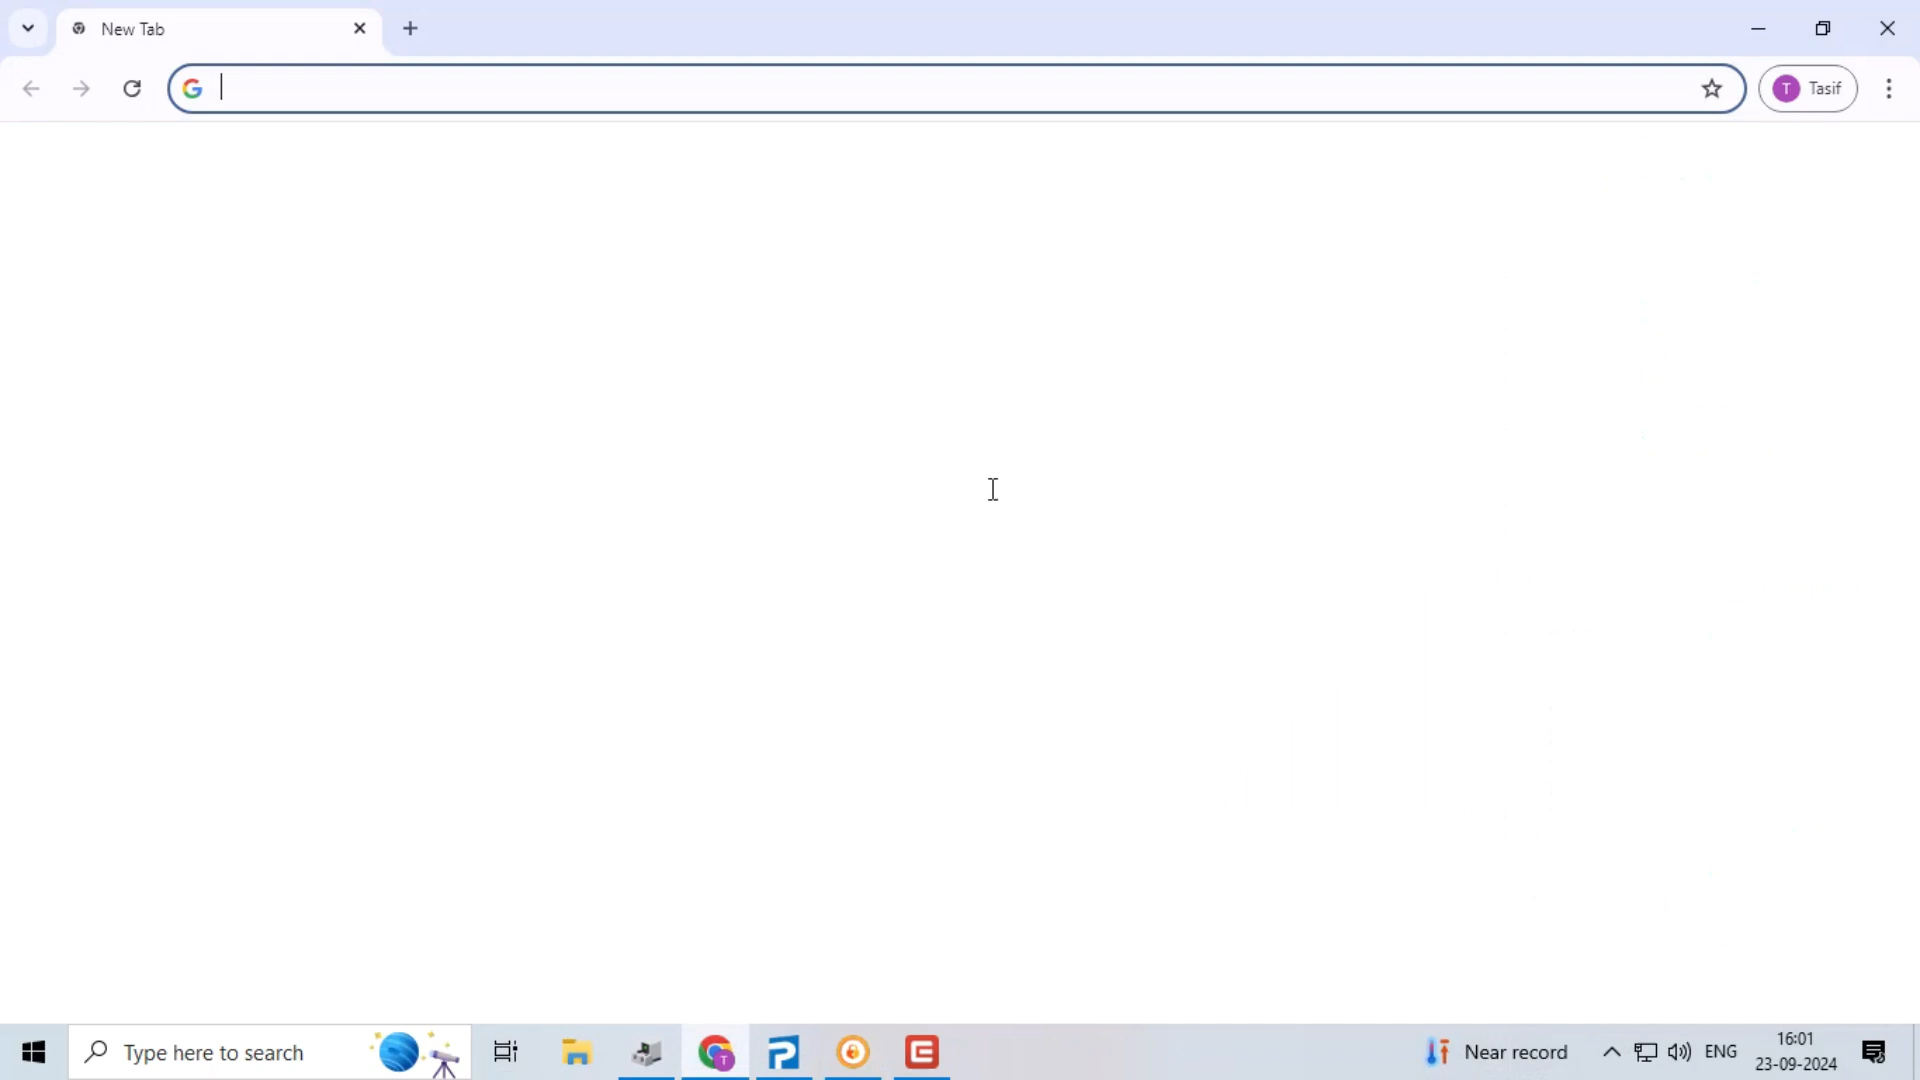 New Tab
T Tasif
Type here to search
T
Near record
ENG
16:01
23-09-2024